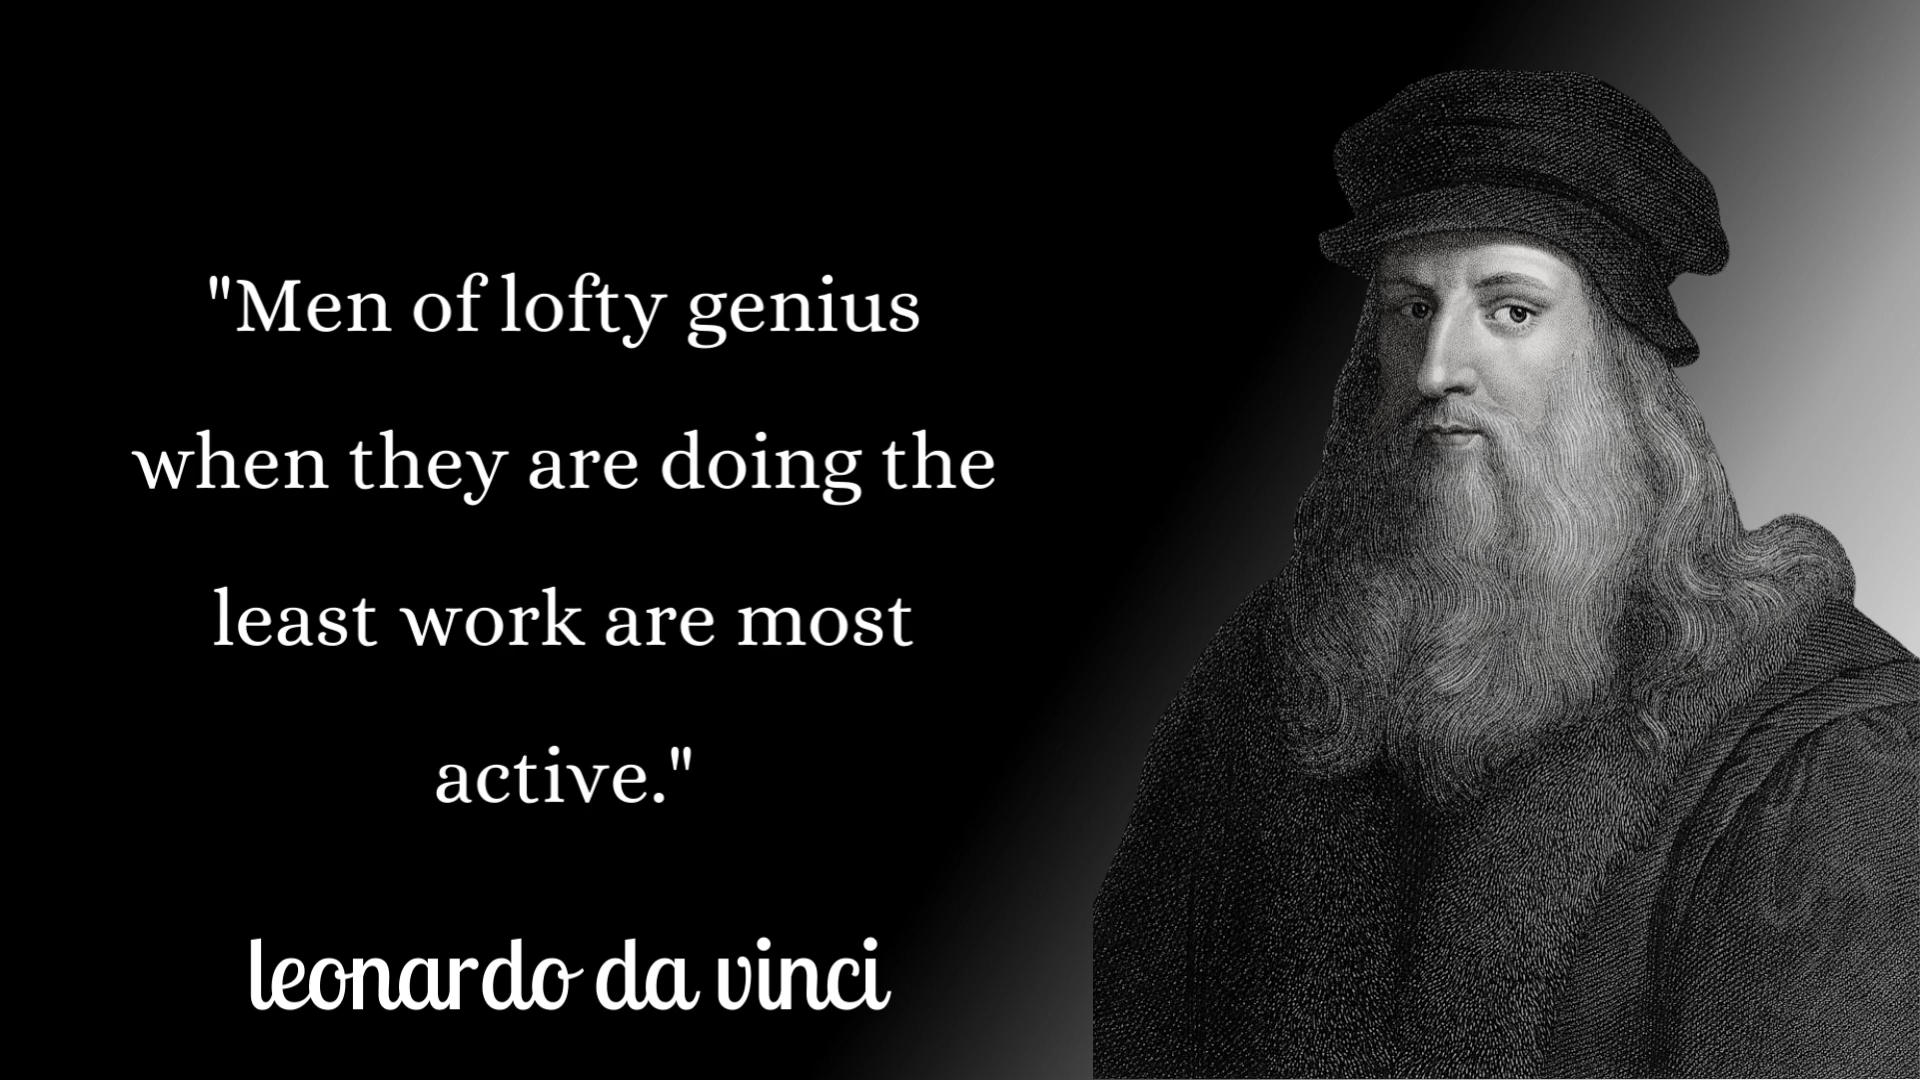 "Men of lofty genius
when they are doing the
least work are most
active."
leonardo da vinci